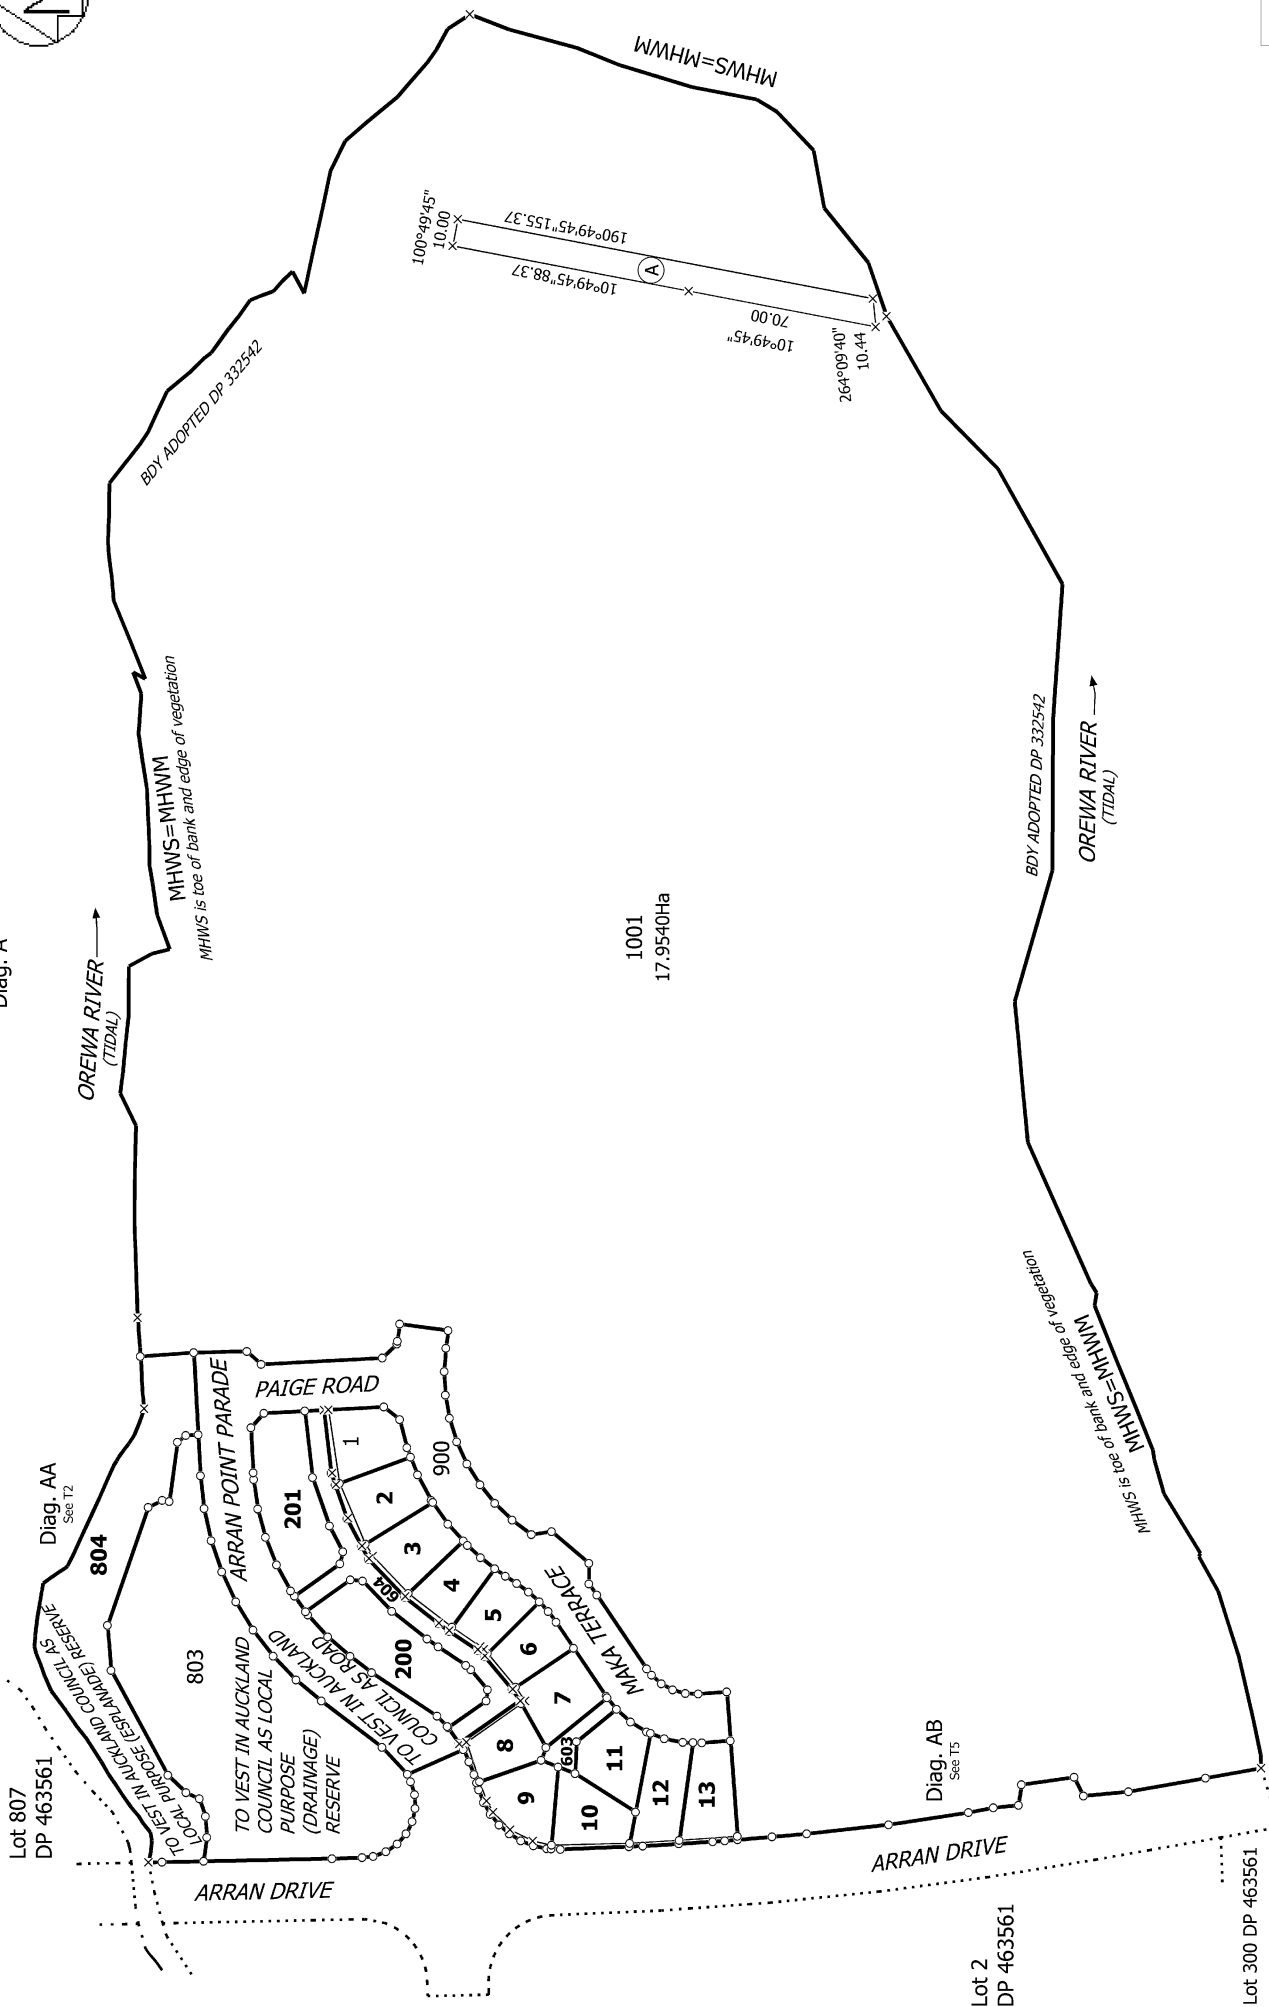 Diag. A
MHWS=MHWM
100°49'45"
10.00
190°49'45"155.37
10°49'45"88.37
A
70.00
10°49'45"
264°09'40"
10.44
BDY ADOPTED DP 332542
MHWS=MHWM
MHWS is toe of bank and edge of vegetation
OREWA RIVER
(TIDAL)
1001
17.9540Ha
BDY ADOPTED DP 332542
OREWA RIVER
(TIDAL)
MHWS is toe of bank and edge of vegetation
MHWS=MHWM
Diag. AA
See T2
804
TO VEST IN AUCKLAND COUNCIL AS
LOCAL PURPOSE (ESPLANADE) RESERVE
Lot 807
DP 463561
803
TO VEST IN AUCKLAND
COUNCIL AS LOCAL
PURPOSE
(DRAINAGE)
RESERVE
ARRAN POINT PARADE
PAIGE ROAD
TO VEST IN AUCKLAND
COUNCIL AS ROAD
201
200
604
1
2
3
4
5
6
7
8
9
10
11
12
13
603
900
MAKA TERRACE
Diag. AB
See T5
ARRAN DRIVE
ARRAN DRIVE
Lot 2
DP 463561
Lot 300 DP 463561